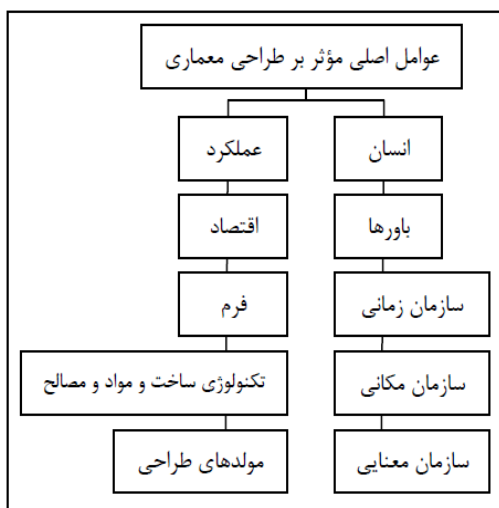 عوامل اصلی مؤثر بر طراحی معماری
انسان
عملکرد
باورها
اقتصاد
سازمان زمانی
فرم
سازمان مکانی
تکنولوژی ساخت و مواد و مصالح
سازمان معنایی
مولدهای طراحی